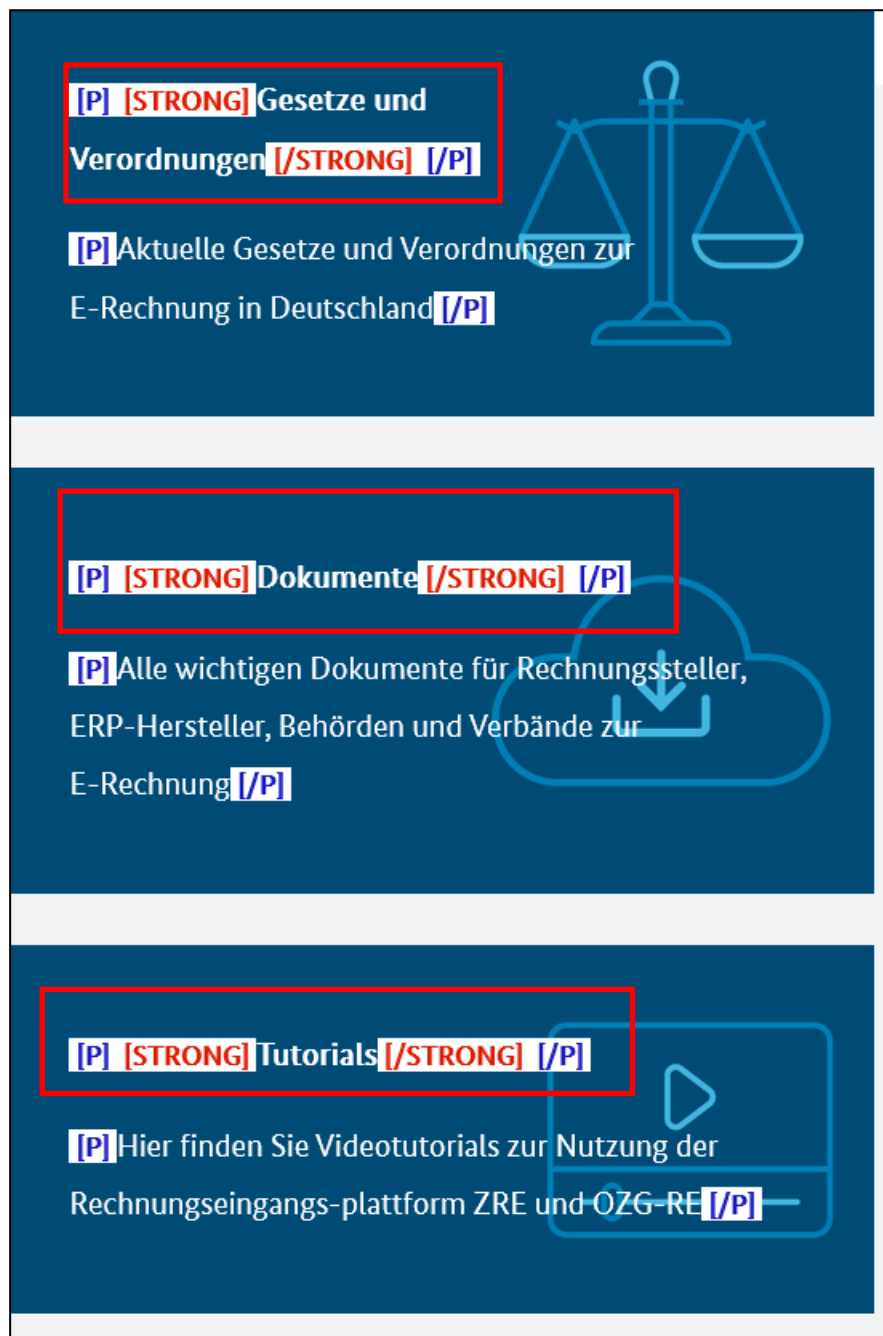 [P] [STRONG]Gesetze und
Verordnungen[/STRONG] [/P]
[P]Aktuelle Gesetze und Verordnungen zur
E-Rechnung in Deutschland[/P]
[P] [STRONG]Dokumente[/STRONG] [/P]
[P]Alle wichtigen Dokumente für Rechnungssteller,
ERP-Hersteller, Behörden und Verbände zur
E-Rechnung[/P]
[P] [STRONG]Tutorials[/STRONG] [/P]
[P]Hier finden Sie Videotutorials zur Nutzung der
Rechnungseingangs-plattform ZRE und OZG-RE[/P]